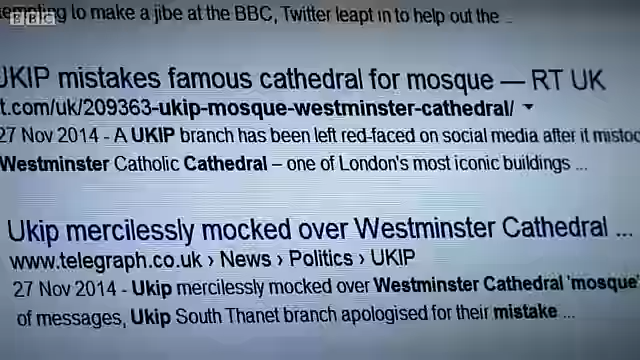 BBC
empting to make a jibe at the BBC, Twitter leapt in to help out the ...
UKIP mistakes famous cathedral for mosque — RT UK
t.com/uk/209363-ukip-mosque-westminster-cathedral/
27 Nov 2014 - A UKIP branch has been left red-faced on social media after it mistoo
Westminster Catholic Cathedral – one of London's most iconic buildings ...
Ukip mercilessly mocked over Westminster Cathedral ...
www.telegraph.co.uk › News › Politics › UKIP
27 Nov 2014 - Ukip mercilessly mocked over Westminster Cathedral 'mosque'
of messages, Ukip South Thanet branch apologised for their mistake ...